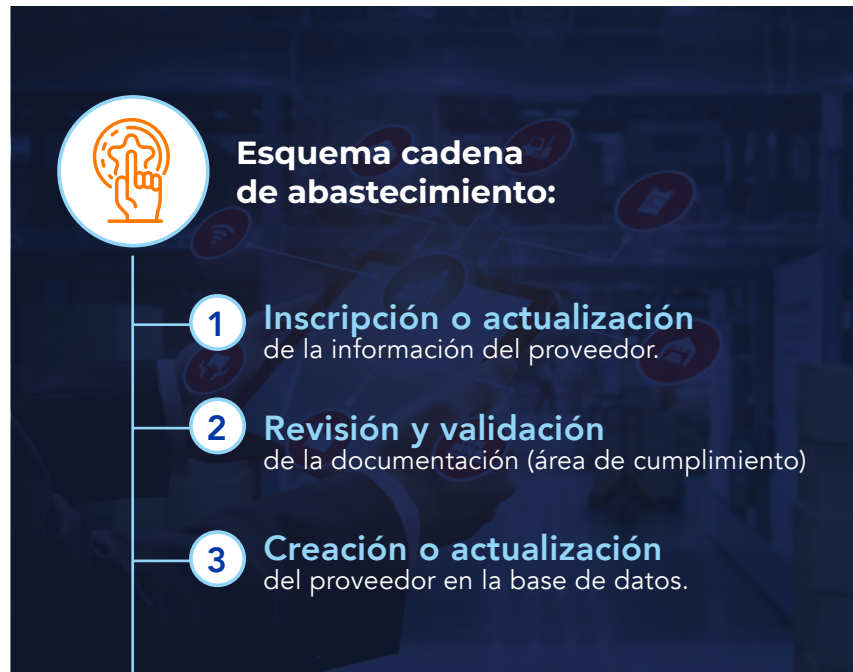 Esquema cadena
de abastecimiento:
1
Inscripción o actualización
de la información del proveedor.
2
Revisión y validación
de la documentación (área de cumplimiento)
3
Creación o actualización
del proveedor en la base de datos.